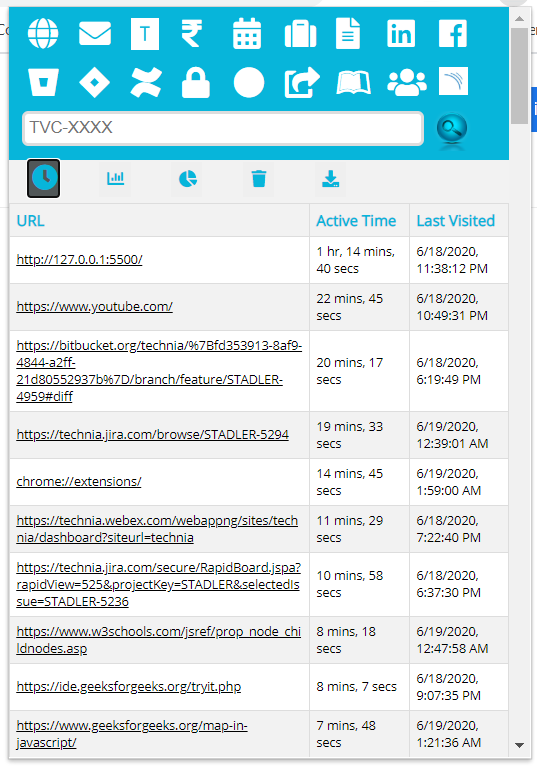 T
TVC-XXXX
URL Active Time Last Visited
http://127.0.0.1:5500/
1 hr, 14 mins,
40 secs
6/18/2020,
11:38:12 PM
https://www.youtube.com/
22 mins, 45
secs
6/18/2020,
10:49:31 PM
https://bitbucket.org/technia/%7Bfd353913-8af9-
4844-a2ff-
21d80552937b%7D/branch/feature/STADLER-
4959#diff
20 mins, 17
secs
6/18/2020,
6:19:49 PM
https://technia.jira.com/browse/STADLER-5294
19 mins, 33
secs
6/19/2020,
12:39:01 AM
chrome://extensions/
14 mins, 45
secs
6/19/2020,
1:59:00 AM
https://technia.webex.com/webappng/sites/tech
nia/dashboard?siteurl=technia
11 mins, 29
secs
6/18/2020,
7:22:40 PM
https://technia.jira.com/secure/RapidBoard.jspa?
rapidView=525&projectKey=STADLER&selectedIs
sue=STADLER-5236
10 mins, 58
secs
6/18/2020,
6:37:30 PM
https://www.w3schools.com/jsref/prop_node_chi
ldnodes.asp
8 mins, 18
secs
6/19/2020,
12:47:58 AM
https://ide.geeksforgeeks.org/tryit.php
8 mins, 7 secs
6/18/2020,
9:07:35 PM
https://www.geeksforgeeks.org/map-in-
javascript/
7 mins, 48
secs
6/19/2020,
1:21:36 AM